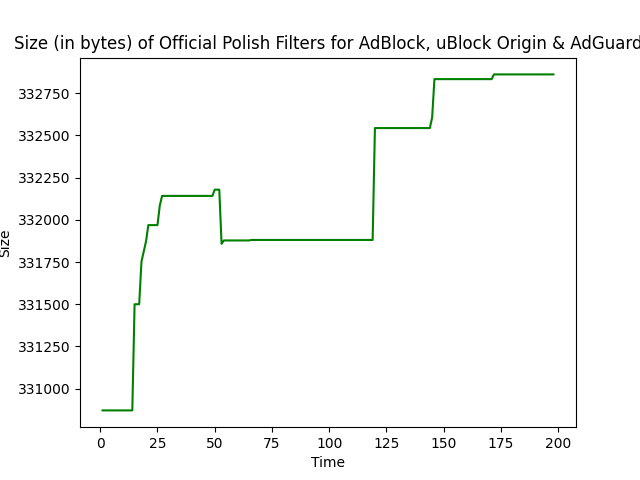 Size (in bytes) of Official Polish Filters for AdBlock, uBlock Origin & AdGuard
332750
332500
332250
332000
331750
331500
331250
331000
Size
0 25 50 75 100 125 150 175 200
Time